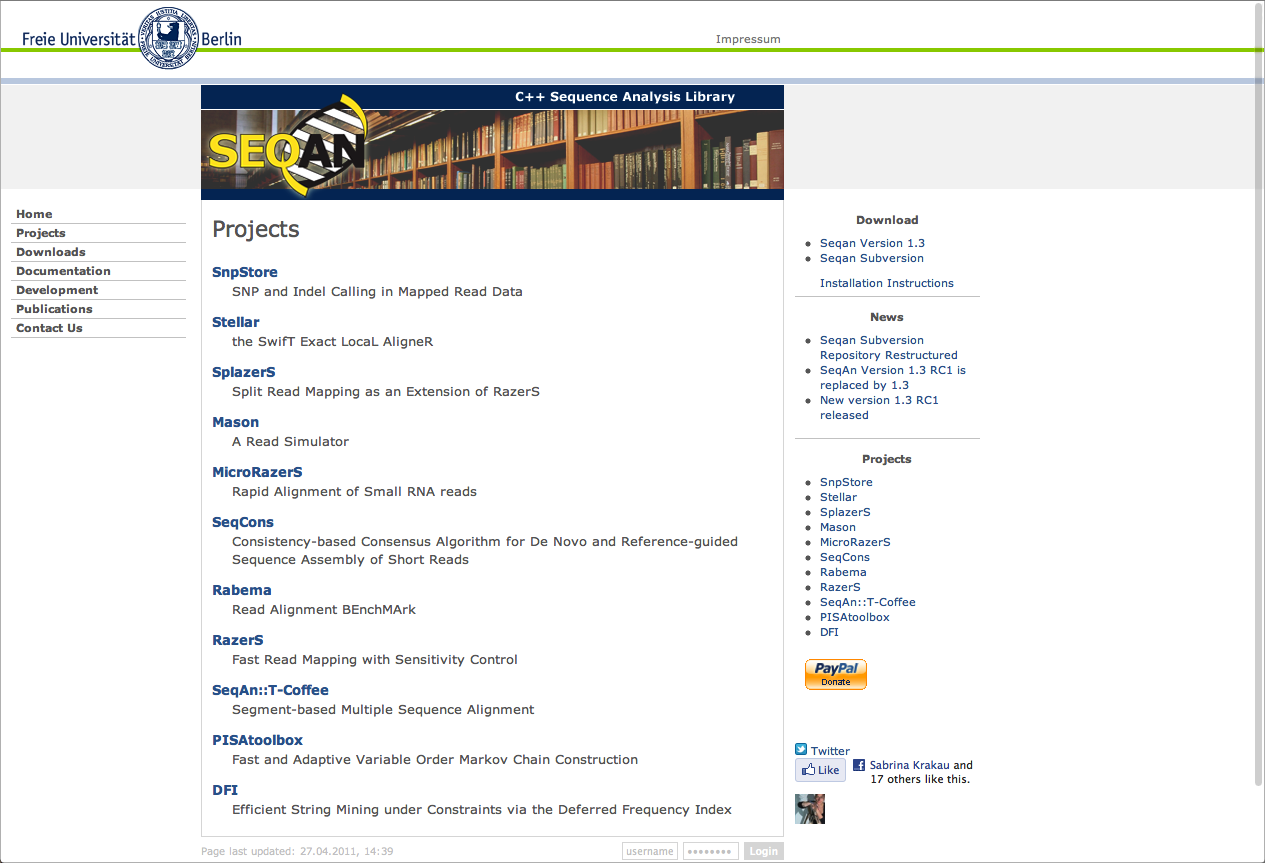 Freie Universität Berlin
Impressum
C++ Sequence Analysis Library
SEQAN
Home
Projects
Downloads
Documentation
Development
Publications
Contact Us
Projects
SnpStore
SNP and Indel Calling in Mapped Read Data
Stellar
the SwifT Exact LocaL AligneR
SplazerS
Split Read Mapping as an Extension of RazerS
Mason
A Read Simulator
MicroRazerS
Rapid Alignment of Small RNA reads
SeqCons
Consistency-based Consensus Algorithm for De Novo and Reference-guided
Sequence Assembly of Short Reads
Rabema
Read Alignment BEnchMArk
RazerS
Fast Read Mapping with Sensitivity Control
SeqAn::T-Coffee
Segment-based Multiple Sequence Alignment
PISAtoolbox
Fast and Adaptive Variable Order Markov Chain Construction
DFI
Efficient String Mining under Constraints via the Deferred Frequency Index
Download
Seqan Version 1.3
Seqan Subversion
Installation Instructions
News
Seqan Subversion
Repository Restructured
SeqAn Version 1.3 RC1 is
replaced by 1.3
New version 1.3 RC1
released
Projects
SnpStore
Stellar
SplazerS
Mason
MicroRazerS
SeqCons
Rabema
RazerS
SeqAn::T-Coffee
PISAtoolbox
DFI
PayPal
Donate
Twitter
Like
Sabrina Krakau and
17 others like this.
Page last updated: 27.04.2011, 14:39
username
••••••••
Login